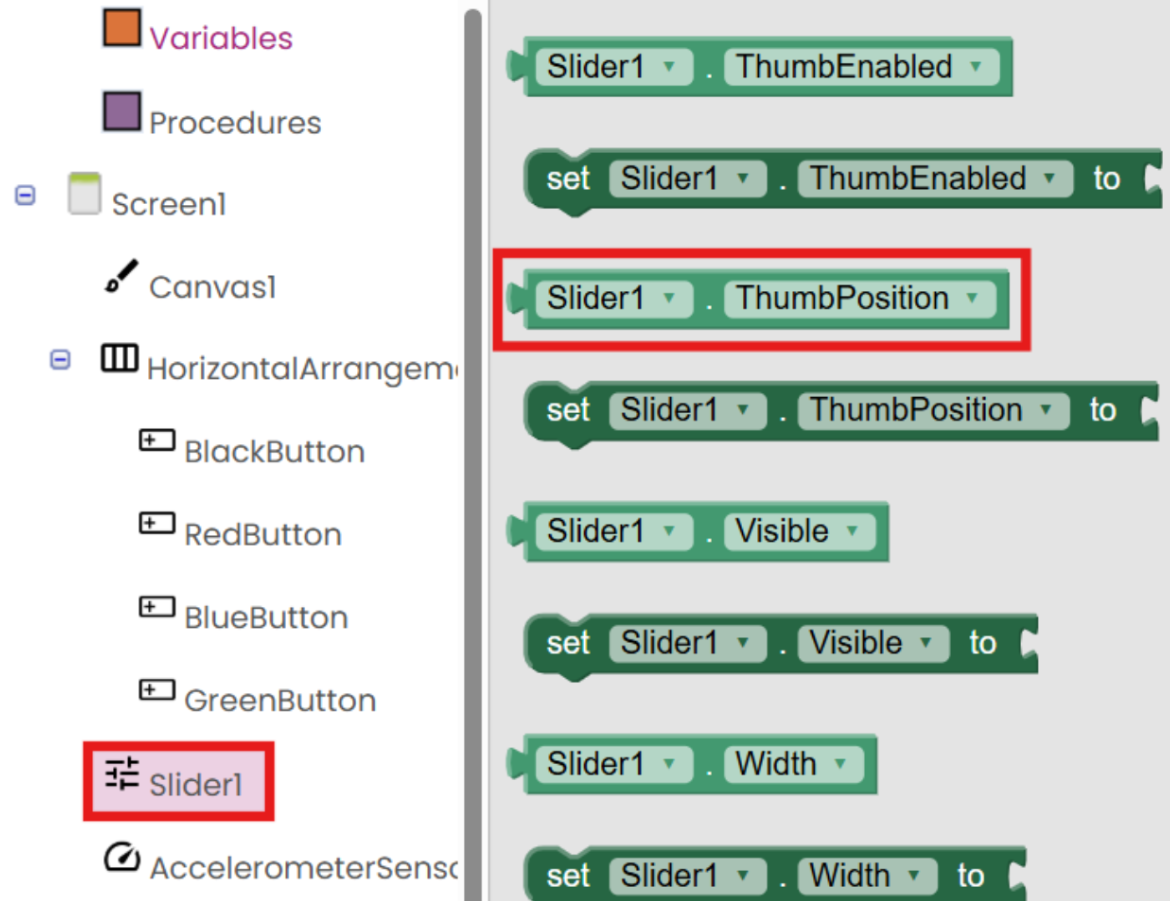 Variables
Procedures
Screen1
Canvas1
HorizontalArrangem
BlackButton
RedButton
BlueButton
GreenButton
Slider1
AccelerometerSenso
Slider1 . ThumbEnabled
set Slider1 . ThumbEnabled to
Slider1 . ThumbPosition
set Slider1 . ThumbPosition to
Slider1 . Visible
set Slider1 . Visible to
Slider1 . Width
set Slider1 . Width to